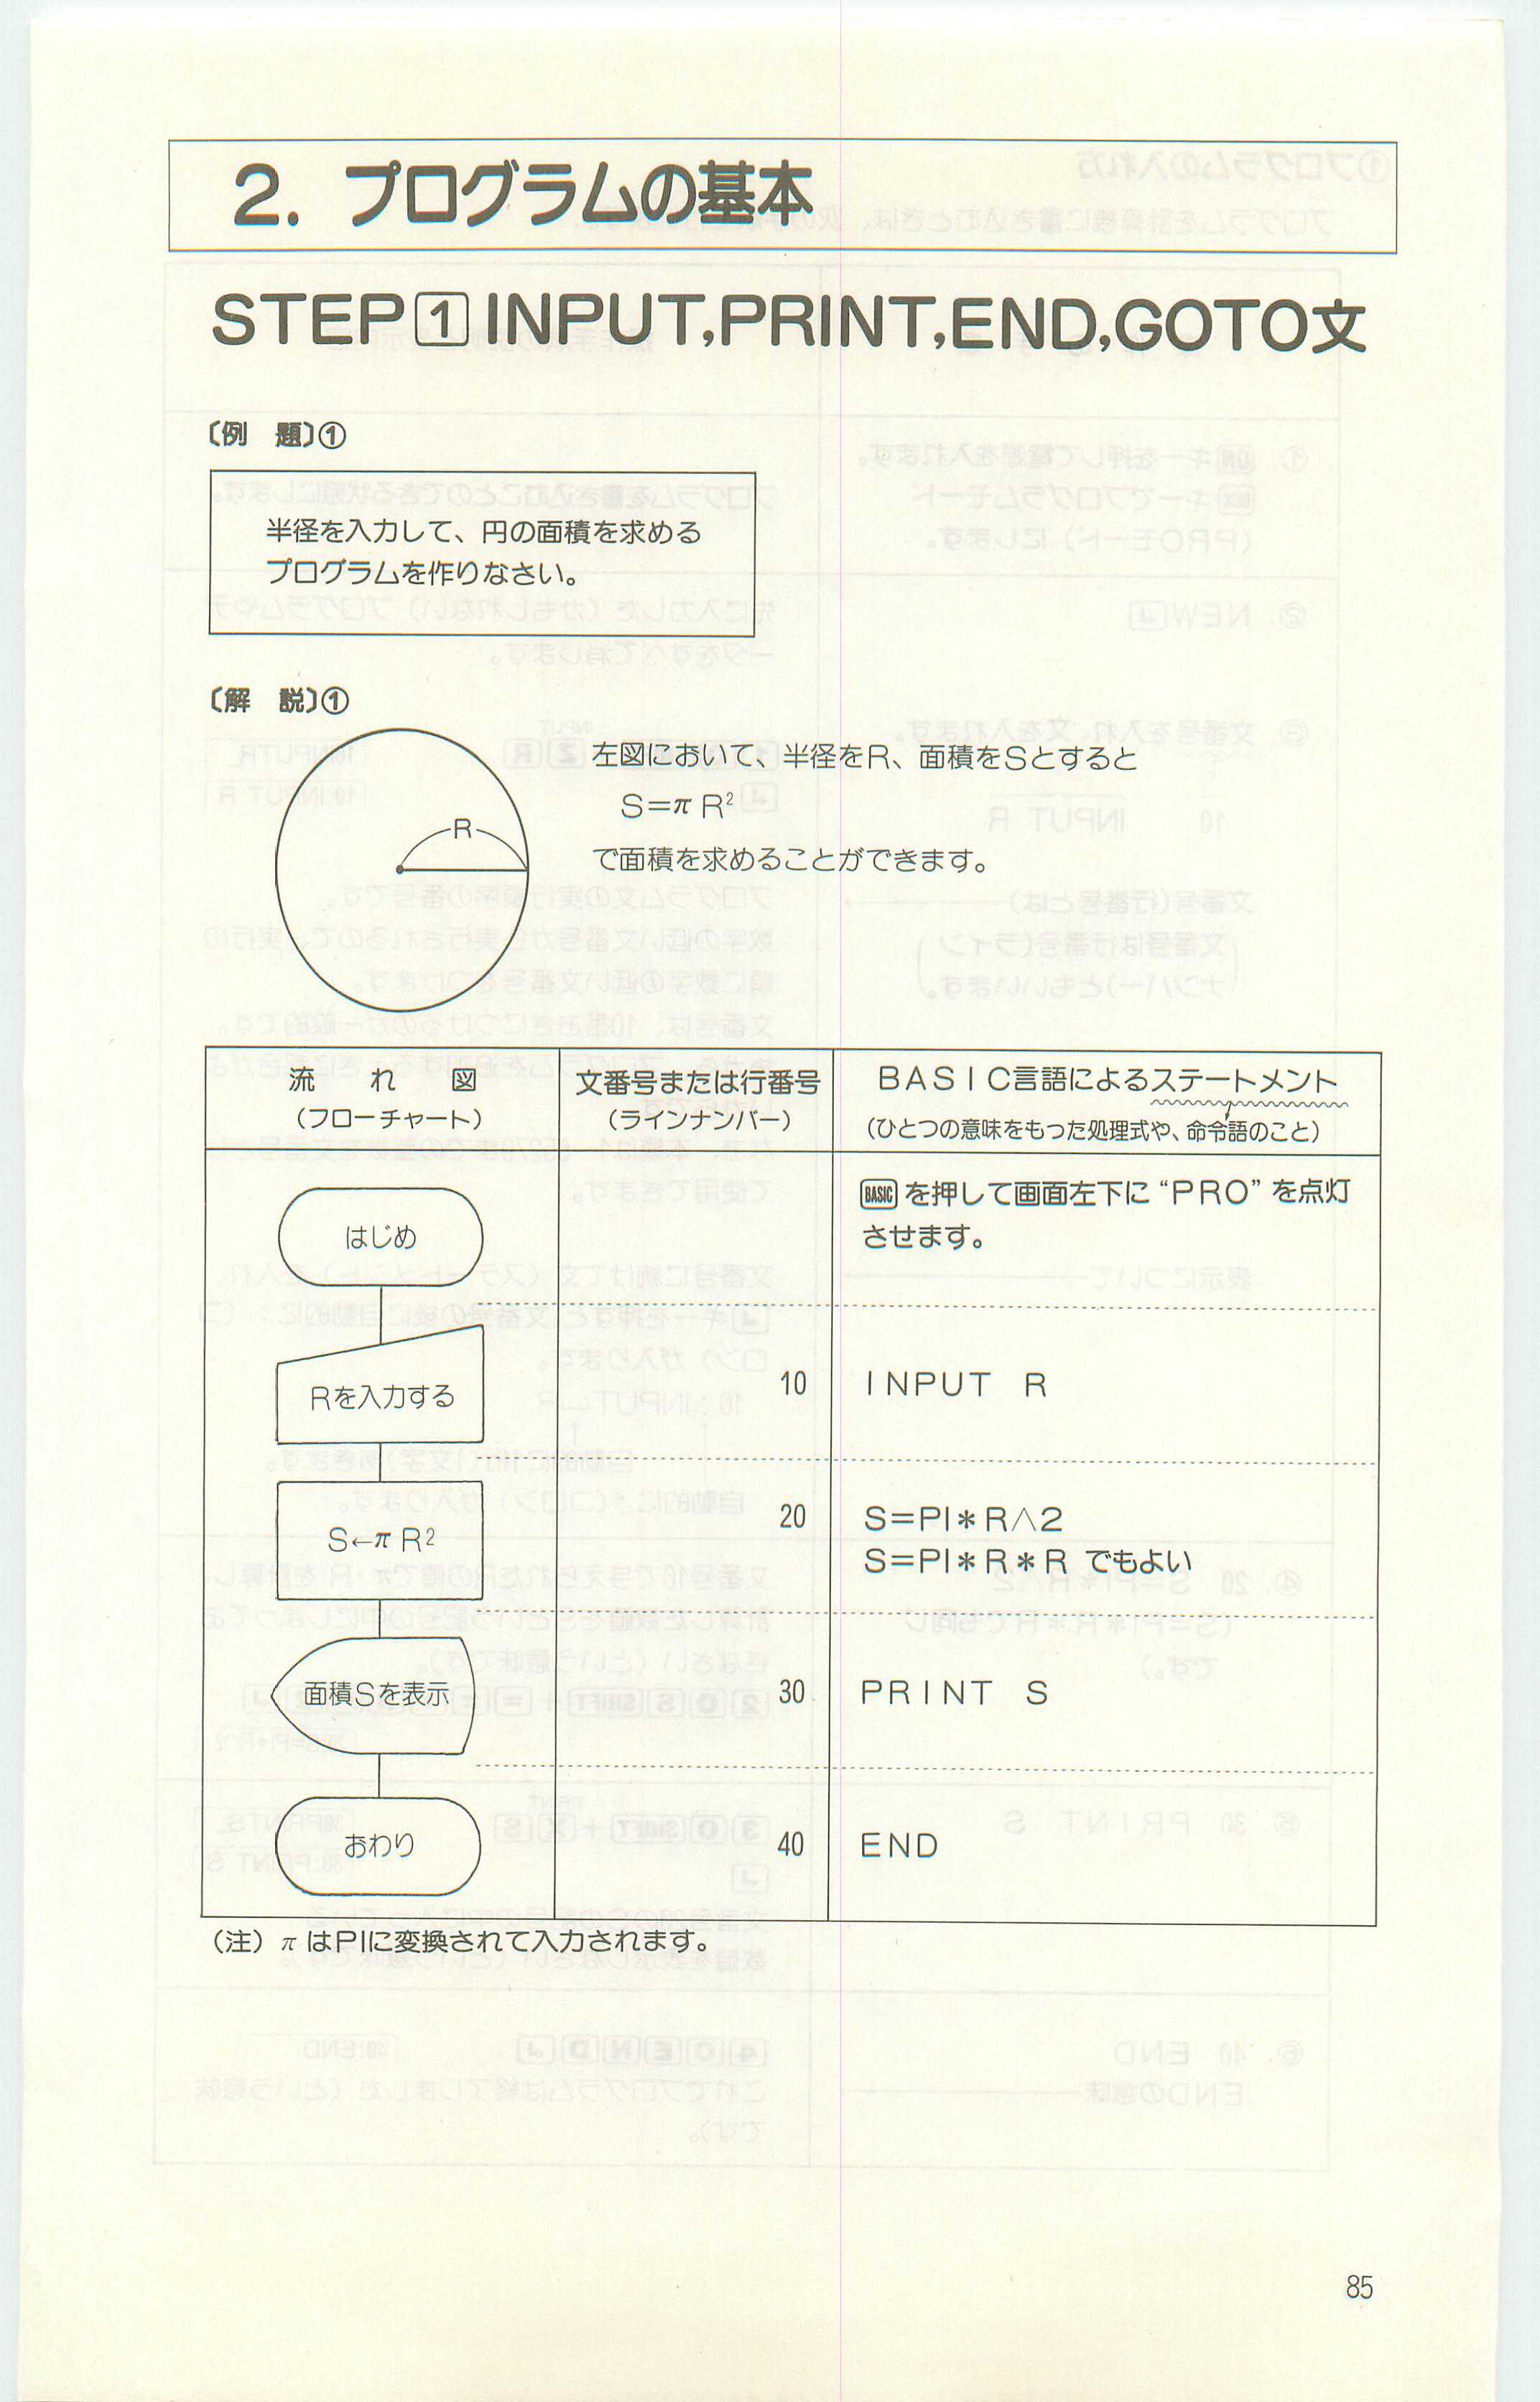 2. プログラムの基本
STEP 1 INPUT,PRINT,END,GOTO文
〔例　題〕①
半径を入力して、円の面積を求める
プログラムを作りなさい。
〔解　説〕①
R
左図において、半径をR、面積をSとすると
S=πR²
で面積を求めることができます。
流　れ　図
（フローチャート）
文番号または行番号
（ラインナンバー）
BASIC言語によるステートメント
（ひとつの意味をもった処理式や、命令語のこと）
はじめ
BASIC を押して画面左下に“PRO”を点灯
させます。
Rを入力する
10
INPUT R
S←πR²
20
S=PI＊R∧2
S=PI＊R＊R でもよい
面積Sを表示
30
PRINT S
おわり
40
END
（注）πはPIに変換されて入力されます。
85